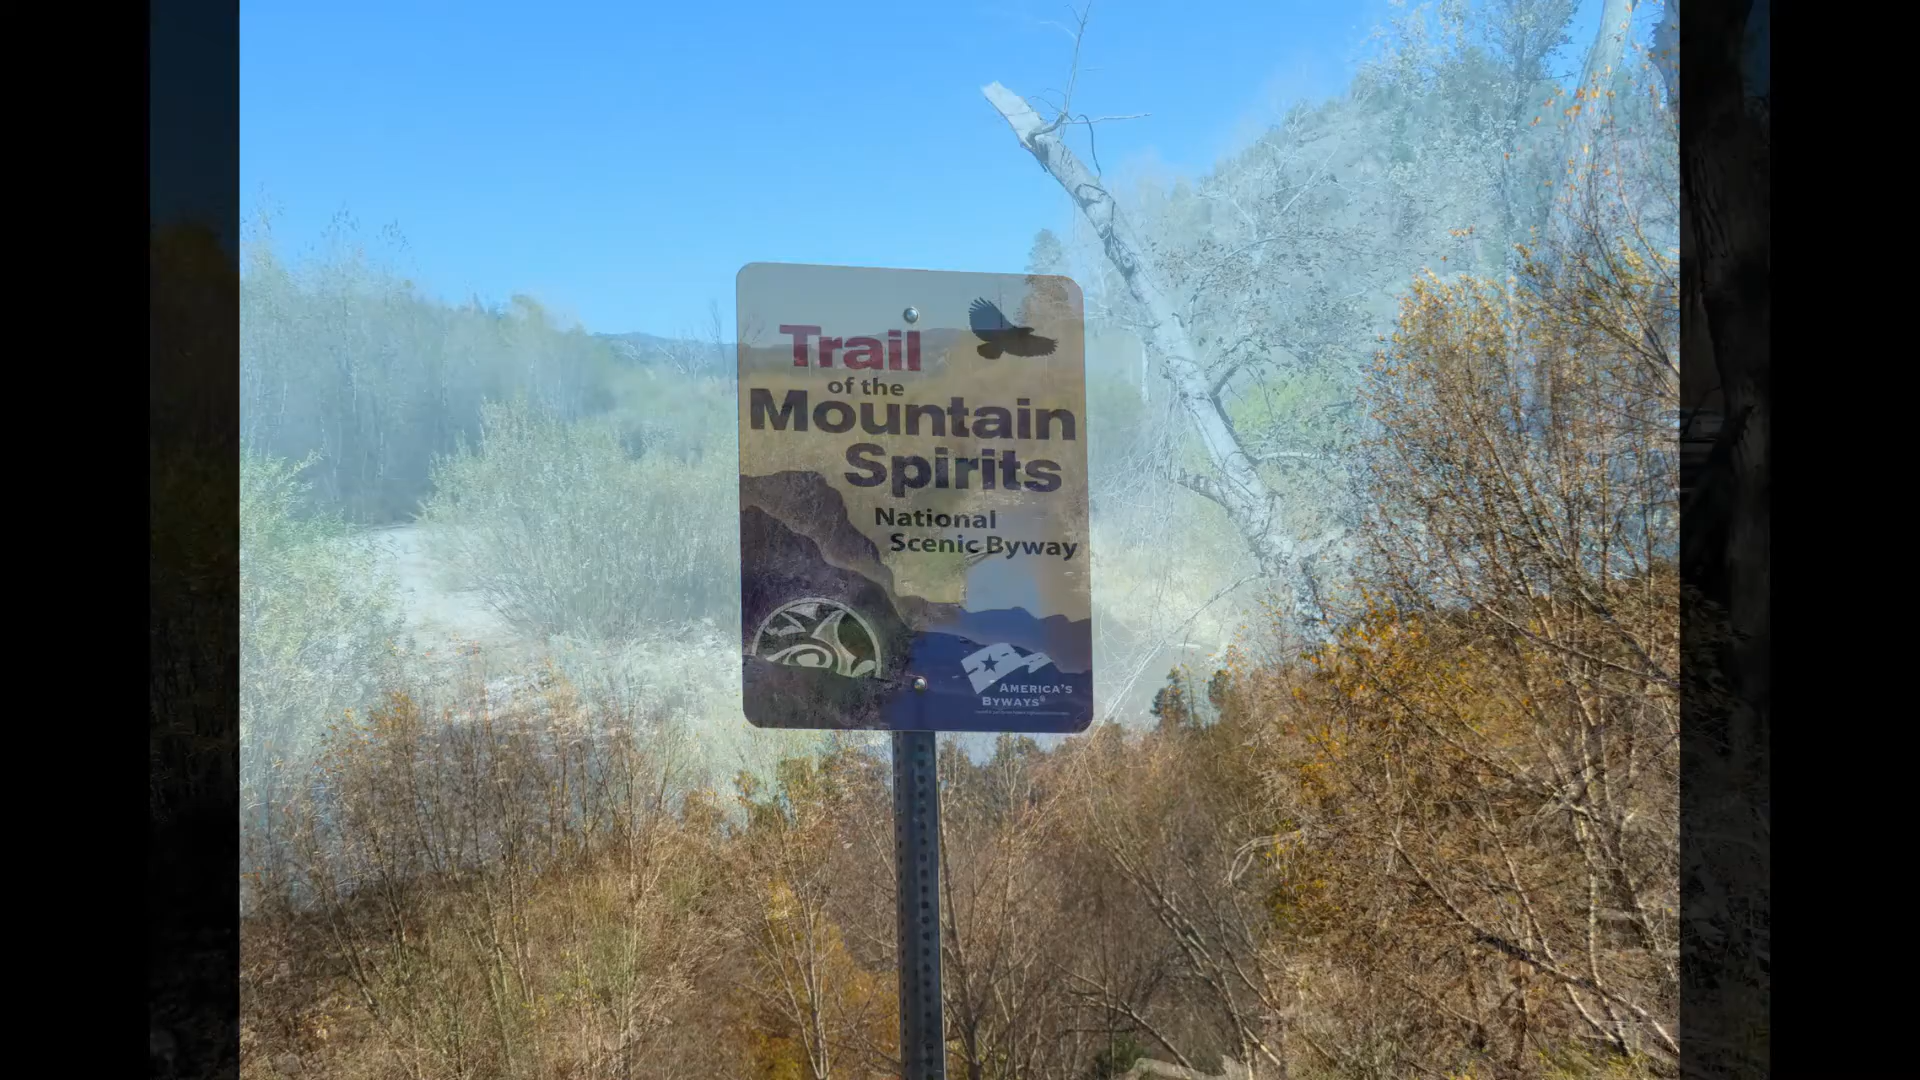 Trail
of the
Mountain
Spirits
National
Scenic Byway
AMERICA'S
BYWAYS®